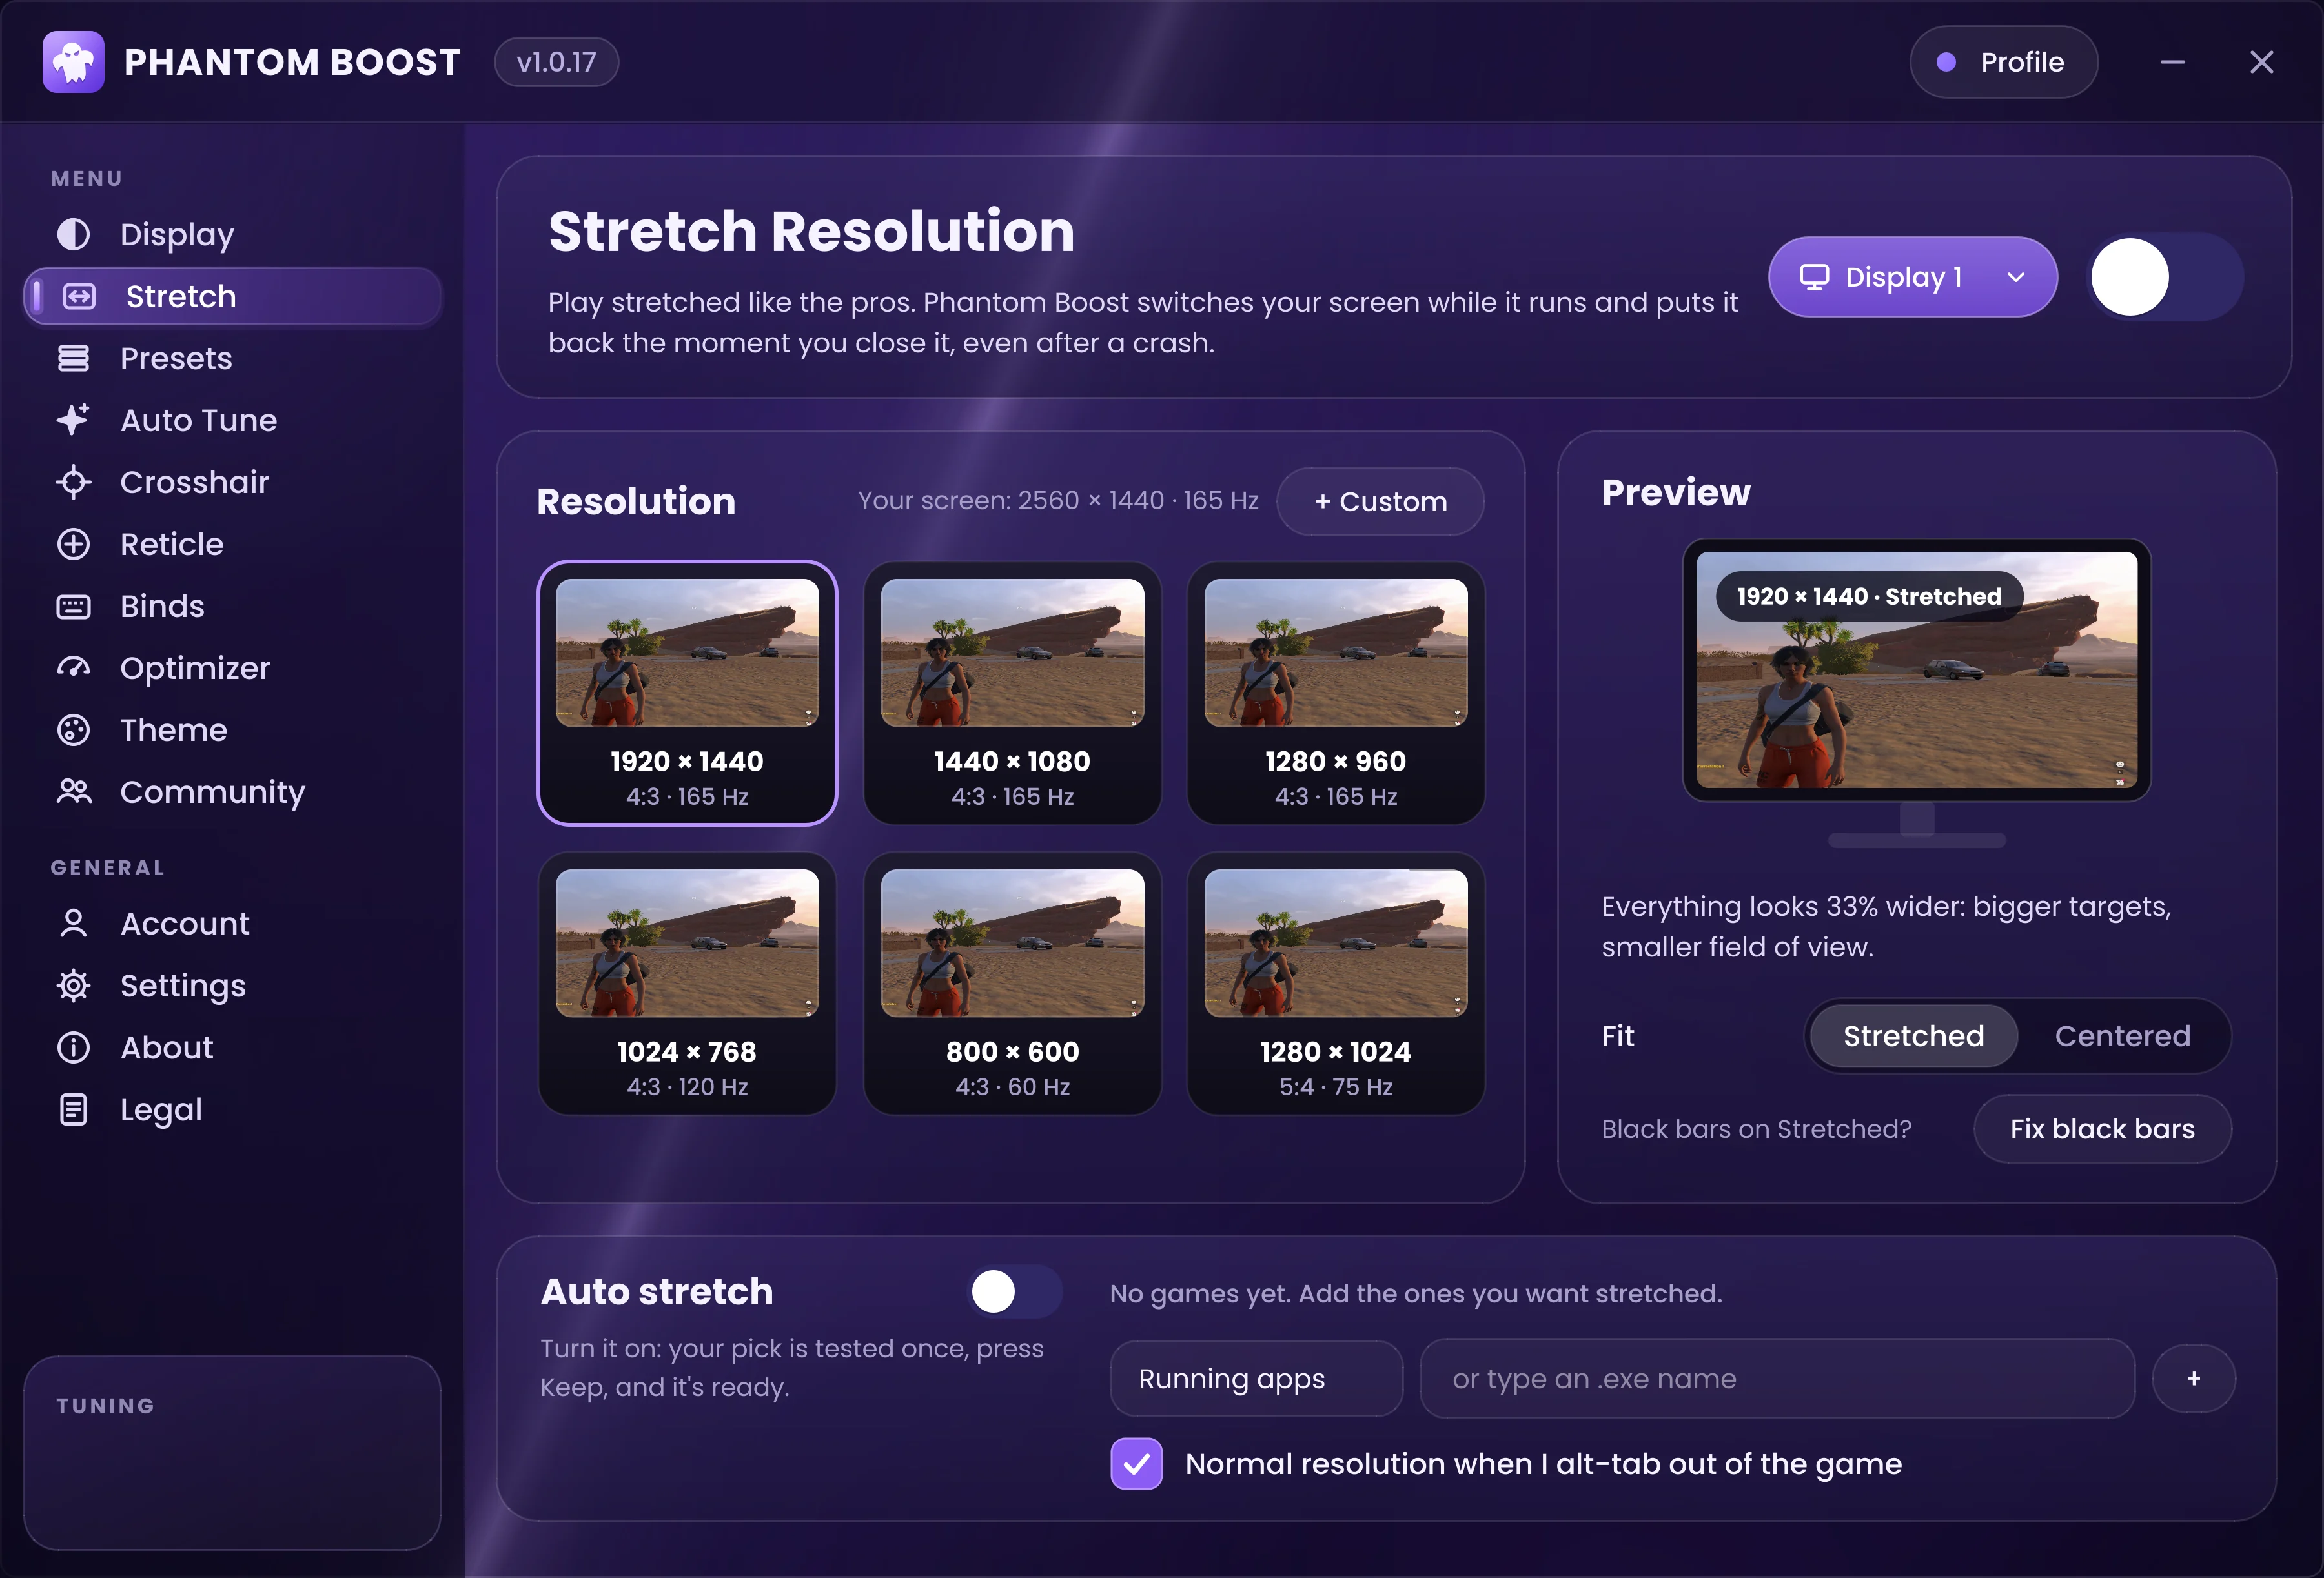 PHANTOM BOOST
v1.0.17
Profile
MENU
Display
Stretch
Presets
Auto Tune
Crosshair
Reticle
Binds
Optimizer
Theme
Community
GENERAL
Account
Settings
About
Legal
TUNING
Stretch Resolution
Play stretched like the pros. Phantom Boost switches your screen while it runs and puts it
back the moment you close it, even after a crash.
Display 1
Resolution
Your screen: 2560 × 1440 · 165 Hz
+ Custom
1920 × 1440
4:3 · 165 Hz
1440 × 1080
4:3 · 165 Hz
1280 × 960
4:3 · 165 Hz
1024 × 768
4:3 · 120 Hz
800 × 600
4:3 · 60 Hz
1280 × 1024
5:4 · 75 Hz
Preview
1920 × 1440 · Stretched
Everything looks 33% wider: bigger targets,
smaller field of view.
Fit
Stretched
Centered
Black bars on Stretched?
Fix black bars
Auto stretch
Turn it on: your pick is tested once, press
Keep, and it's ready.
No games yet. Add the ones you want stretched.
Running apps
or type an .exe name
+
Normal resolution when I alt-tab out of the game